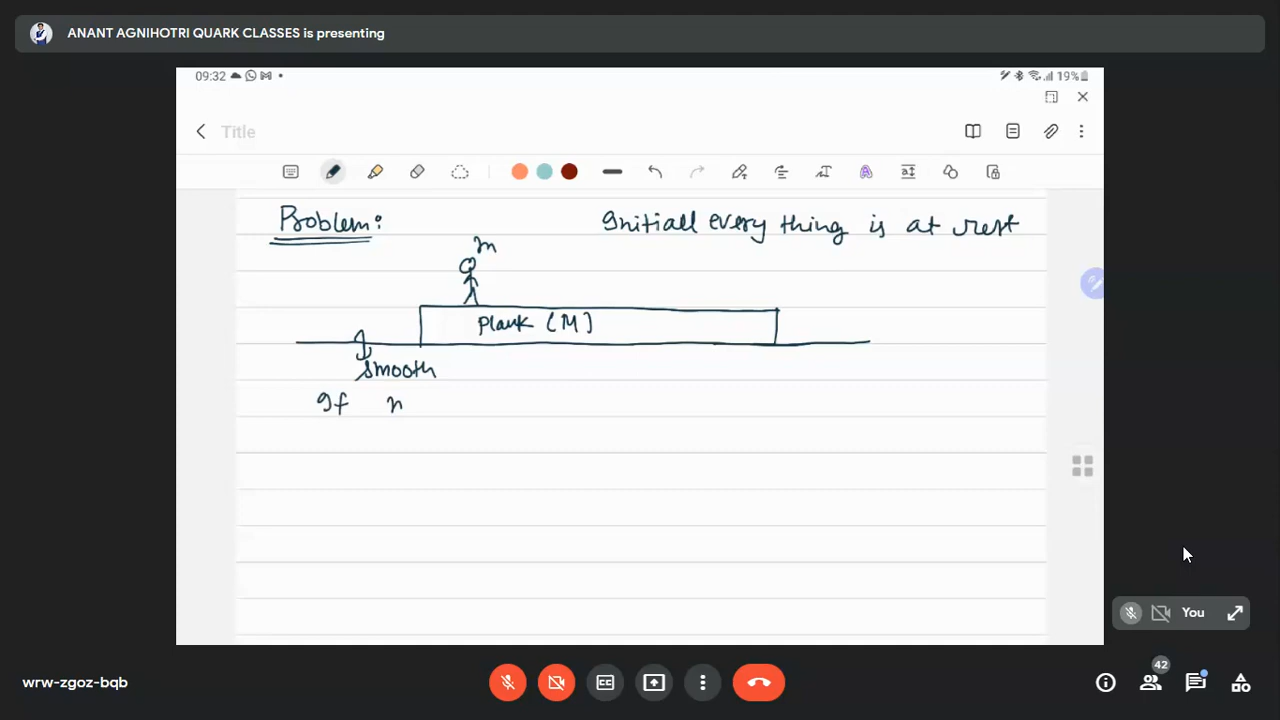 ANANT AGNIHOTRI QUARK CLASSES is presenting
09:32
19%
Title
Problem:
Initiall every thing is at rest
m
Plank (M)
smooth
If
You
wrw-zgoz-bqb
CC
42